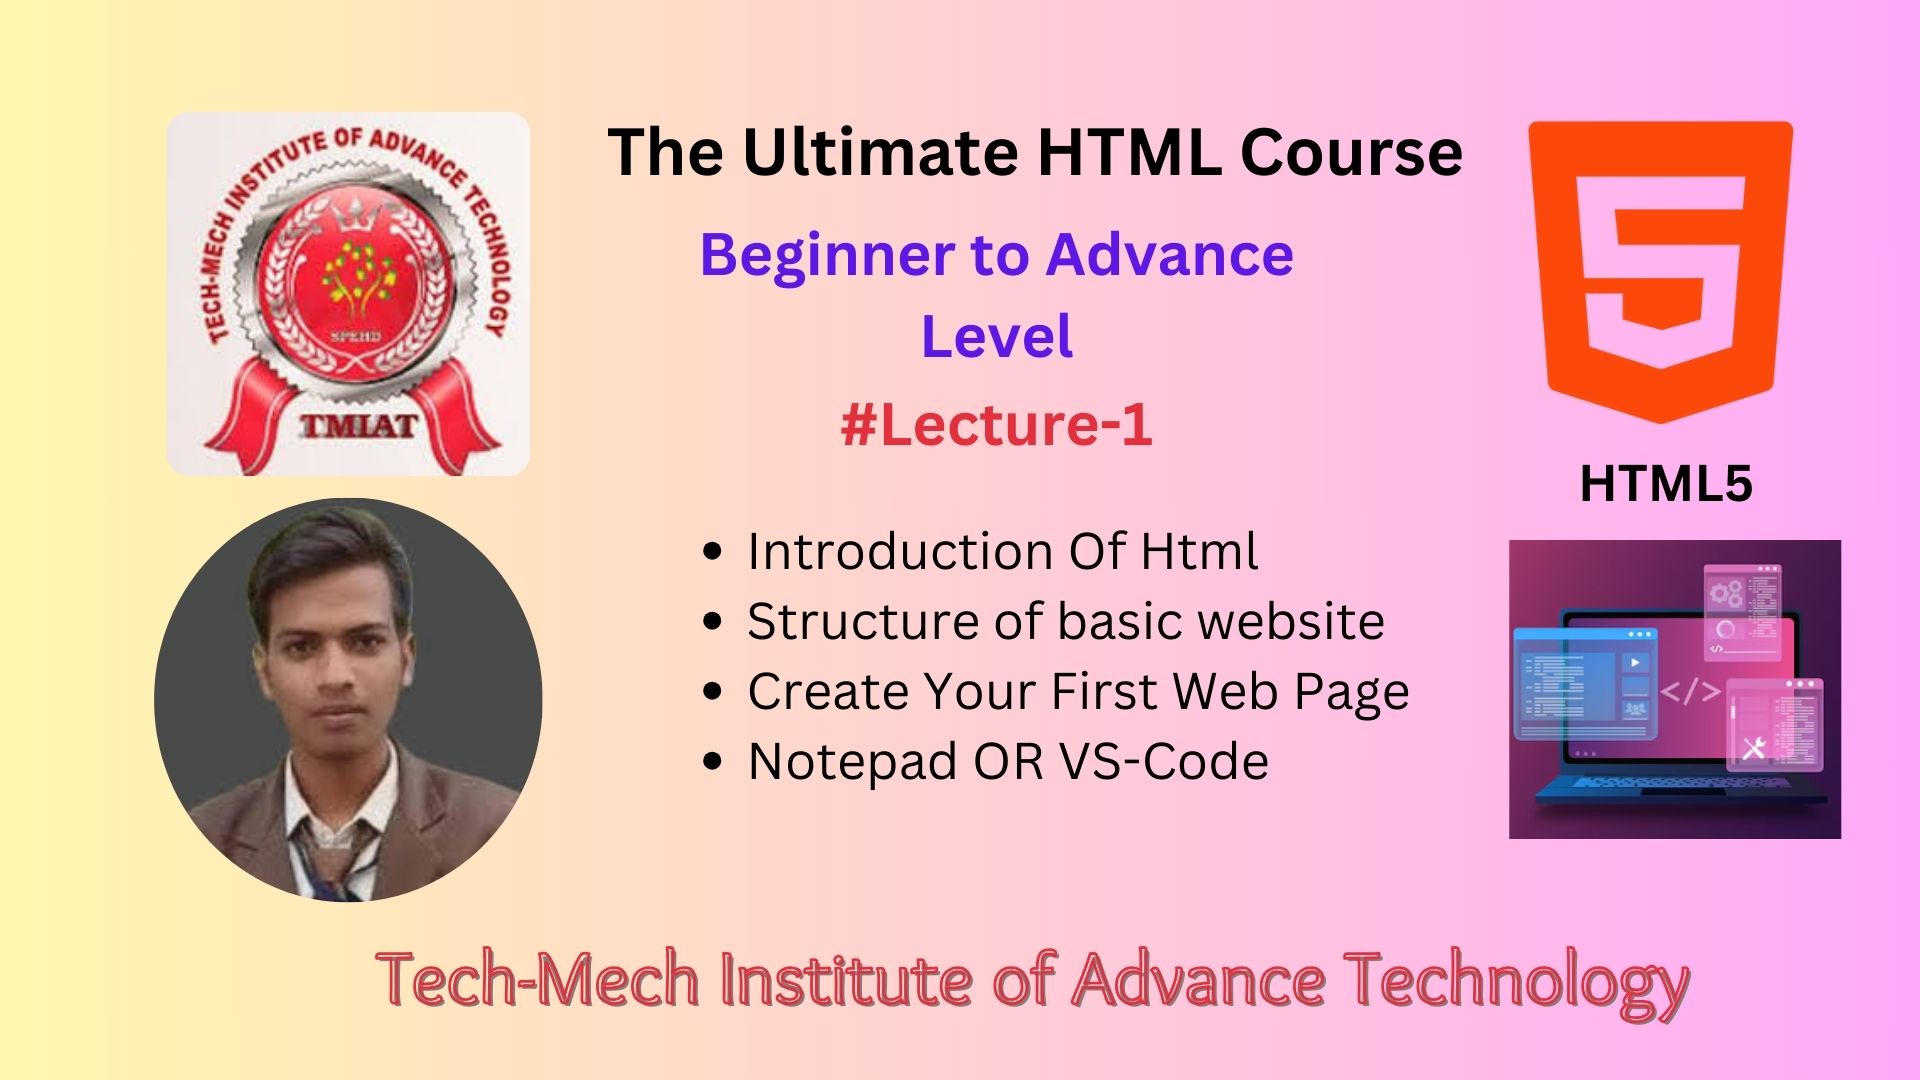 TECH-MECH INSTITUTE OF ADVANCE TECHNOLOGY
SPEHD
TMIAT
The Ultimate HTML Course
Beginner to Advance
Level
#Lecture-1
HTML5
• Introduction Of Html
• Structure of basic website
• Create Your First Web Page
• Notepad OR VS-Code
</>
Tech-Mech Institute of Advance Technology